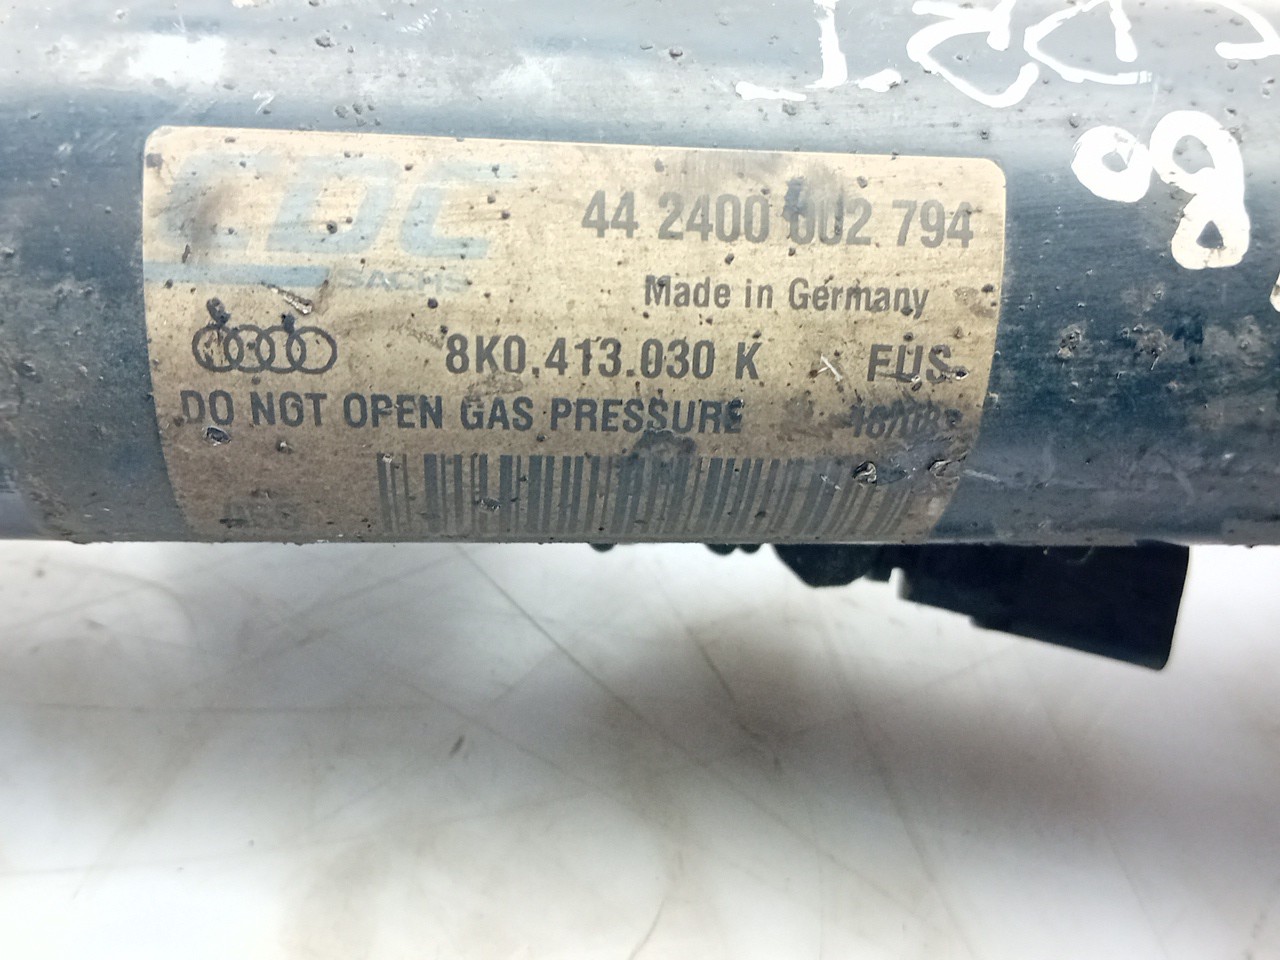 CDC
SACHS
44 2400 002 794
Made in Germany
8K0.413.030 K
FUS.
DO NOT OPEN GAS PRESSURE